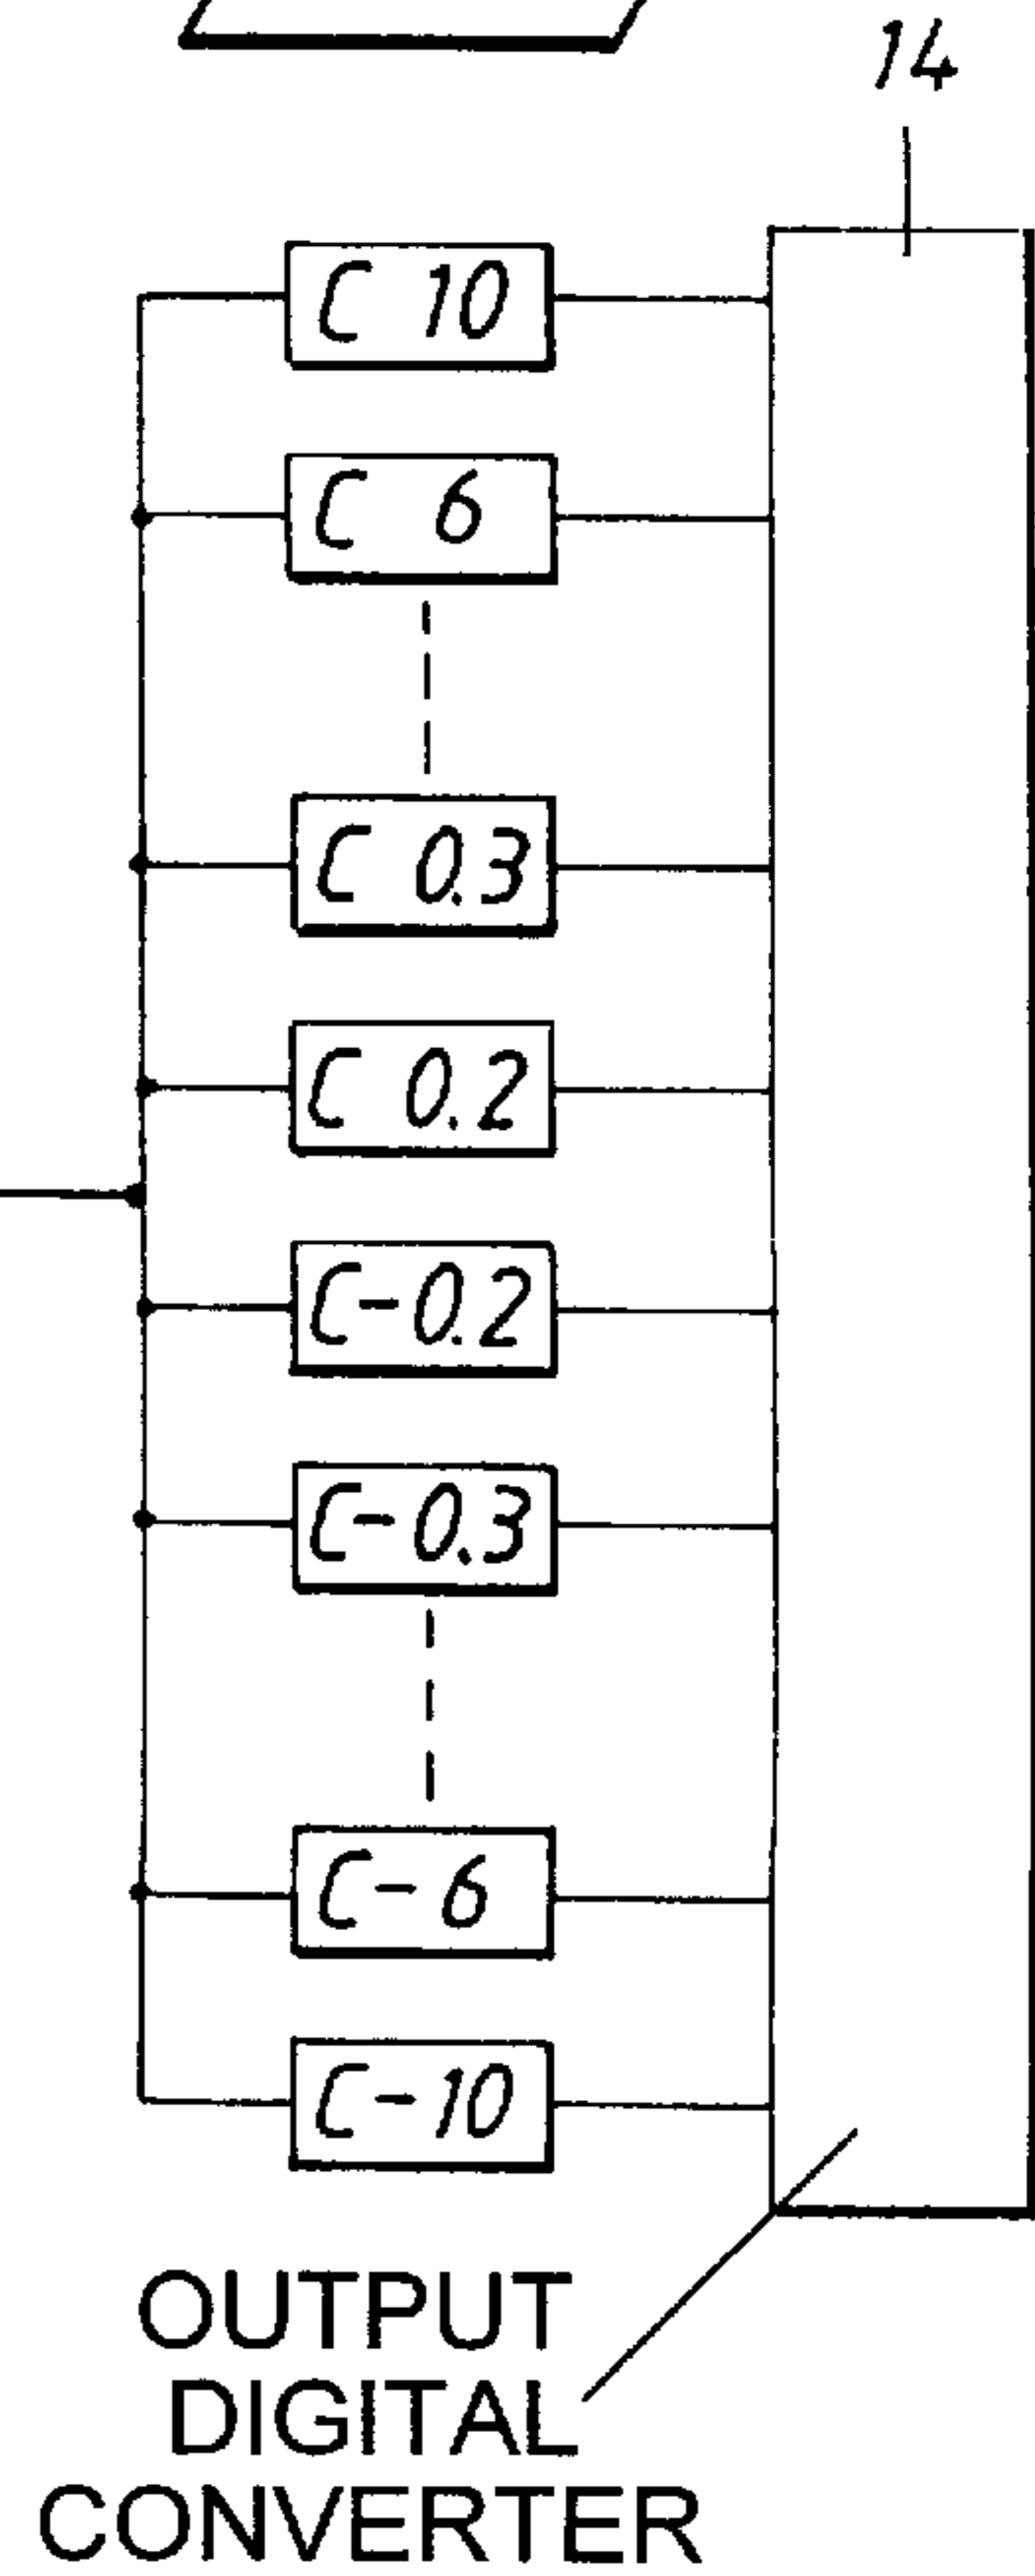 14
C 10
C 6
C 0.3
C 0.2
C-0.2
C-0.3
C-6
C-10
OUTPUT
DIGITAL
CONVERTER